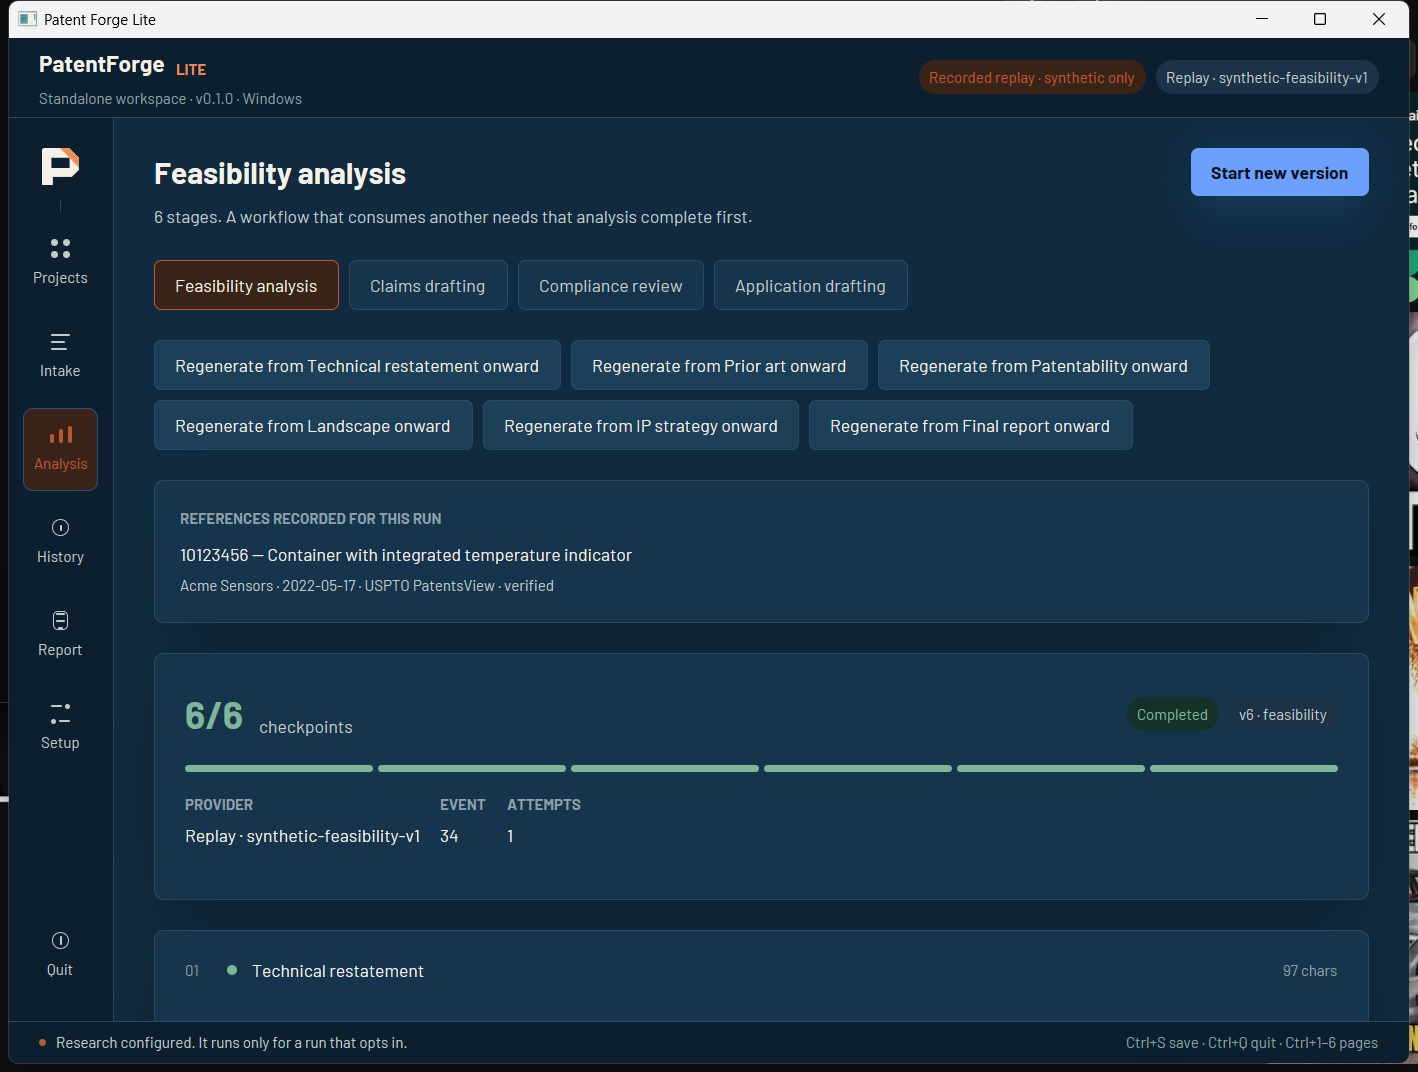 Patent Forge Lite
PatentForge LITE
Standalone workspace · v0.1.0 · Windows
Recorded replay · synthetic only
Replay · synthetic-feasibility-v1
Projects
Intake
Analysis
History
Report
Setup
Quit
Feasibility analysis
Start new version
6 stages. A workflow that consumes another needs that analysis complete first.
Feasibility analysis
Claims drafting
Compliance review
Application drafting
Regenerate from Technical restatement onward
Regenerate from Prior art onward
Regenerate from Patentability onward
Regenerate from Landscape onward
Regenerate from IP strategy onward
Regenerate from Final report onward
REFERENCES RECORDED FOR THIS RUN
10123456 — Container with integrated temperature indicator
Acme Sensors · 2022-05-17 · USPTO PatentsView · verified
6/6 checkpoints
Completed
v6 · feasibility
PROVIDER EVENT ATTEMPTS
Replay · synthetic-feasibility-v1 34 1
01 Technical restatement 97 chars
Research configured. It runs only for a run that opts in.
Ctrl+S save · Ctrl+Q quit · Ctrl+1–6 pages